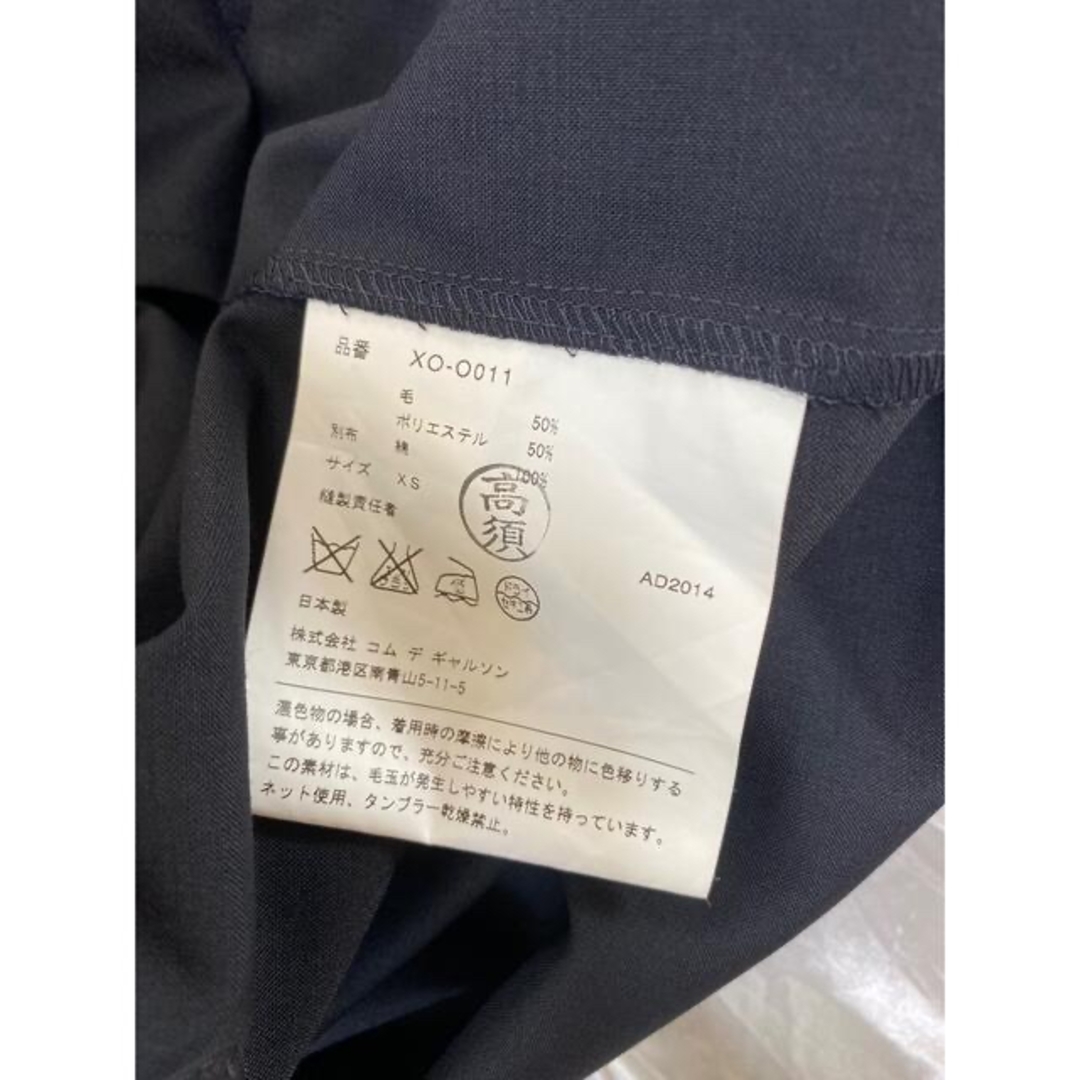 品番 XO-O011
毛 50%
ポリエステル 50%
別布 綿 100%
サイズ XS
縫製責任者 高須
ドライ
セキユ系
AD2014
日本製
株式会社 コム デ ギャルソン
東京都港区南青山5-11-5
濃色物の場合、着用時の摩擦により他の物に色移りする
事がありますので、充分ご注意ください。
この素材は、毛玉が発生しやすい特性を持っています。
ネット使用、タンブラー乾燥禁止。